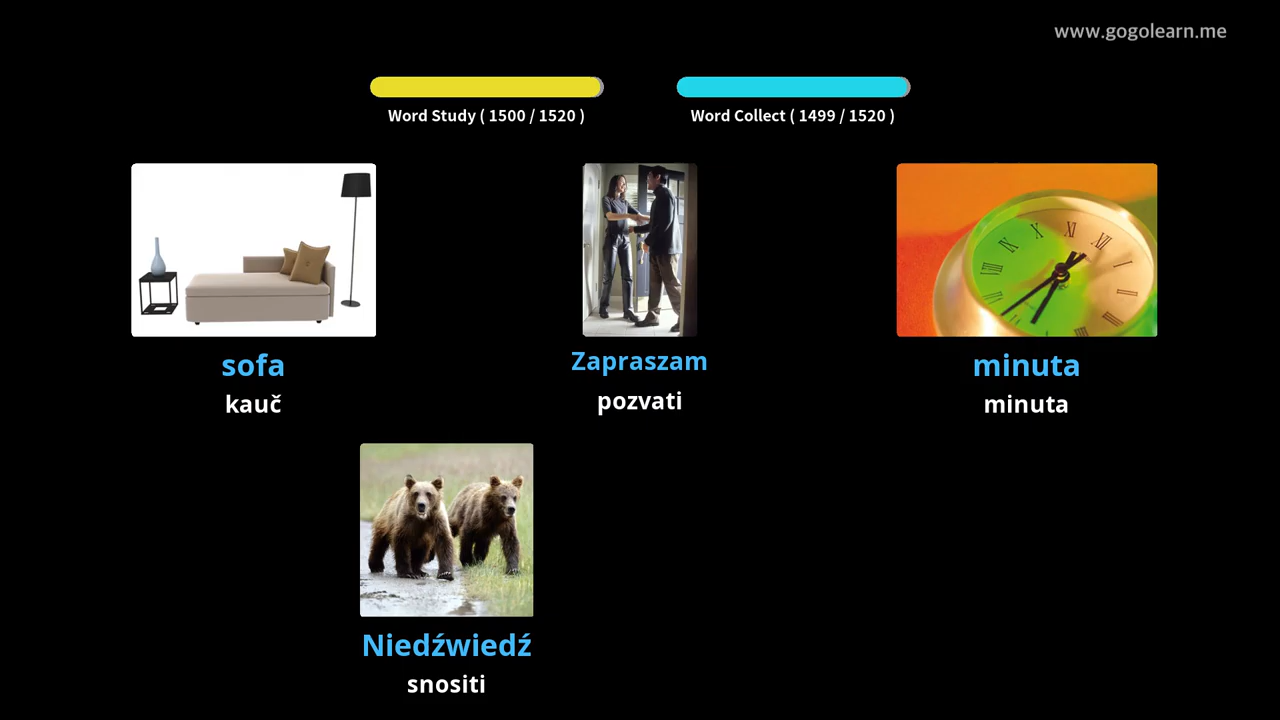 www.gogolearn.me
Word Study ( 1500 / 1520 )
Word Collect ( 1499 / 1520 )
sofa
kauč
Zapraszam
pozvati
minuta
minuta
Niedźwiedź
snositi